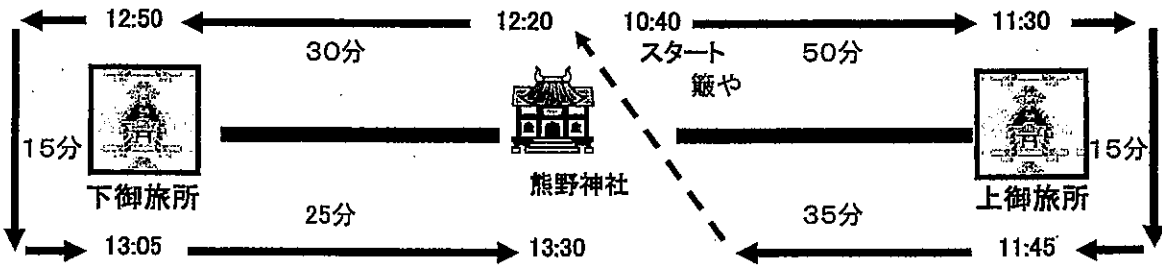 12:50
12:20
10:40
11:30
30分
スタート
50分
簸や
15分
15分
熊野神社
下御旅所
上御旅所
25分
35分
13:05
13:30
11:45